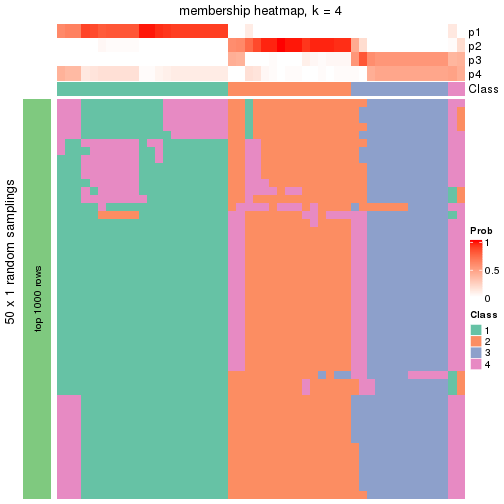 membership heatmap, k = 4
p1
p2
p3
p4
Class
50 x 1 random samplings
top 1000 rows
Prob
1
0.5
0
Class
1
2
3
4